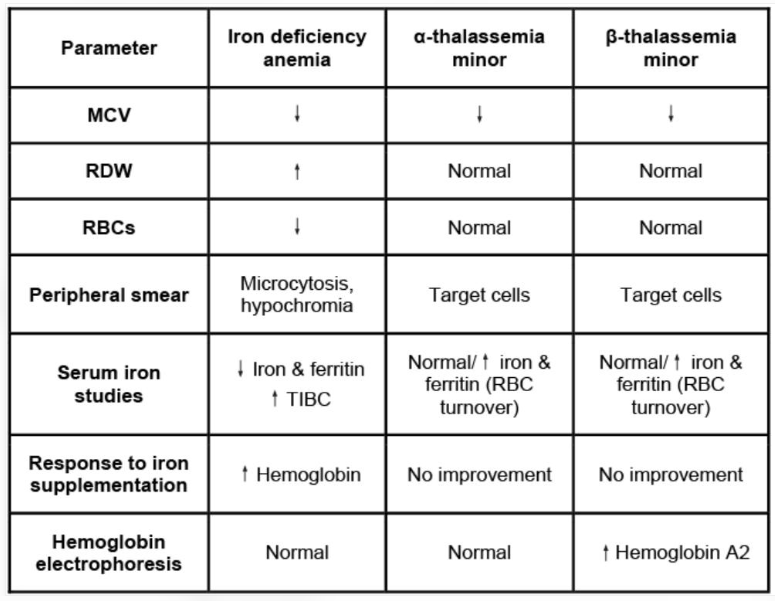 Parameter
Iron deficiency
anemia
α-thalassemia
minor
β-thalassemia
minor
MCV
↓
↓
↓
RDW
↑
Normal
Normal
RBCs
↓
Normal
Normal
Peripheral smear
Microcytosis,
hypochromia
Target cells
Target cells
Serum iron
studies
↓ Iron & ferritin
↑ TIBC
Normal/↑ iron &
ferritin (RBC
turnover)
Normal/↑ iron &
ferritin (RBC
turnover)
Response to iron
supplementation
↑ Hemoglobin
No improvement
No improvement
Hemoglobin
electrophoresis
Normal
Normal
↑ Hemoglobin A2